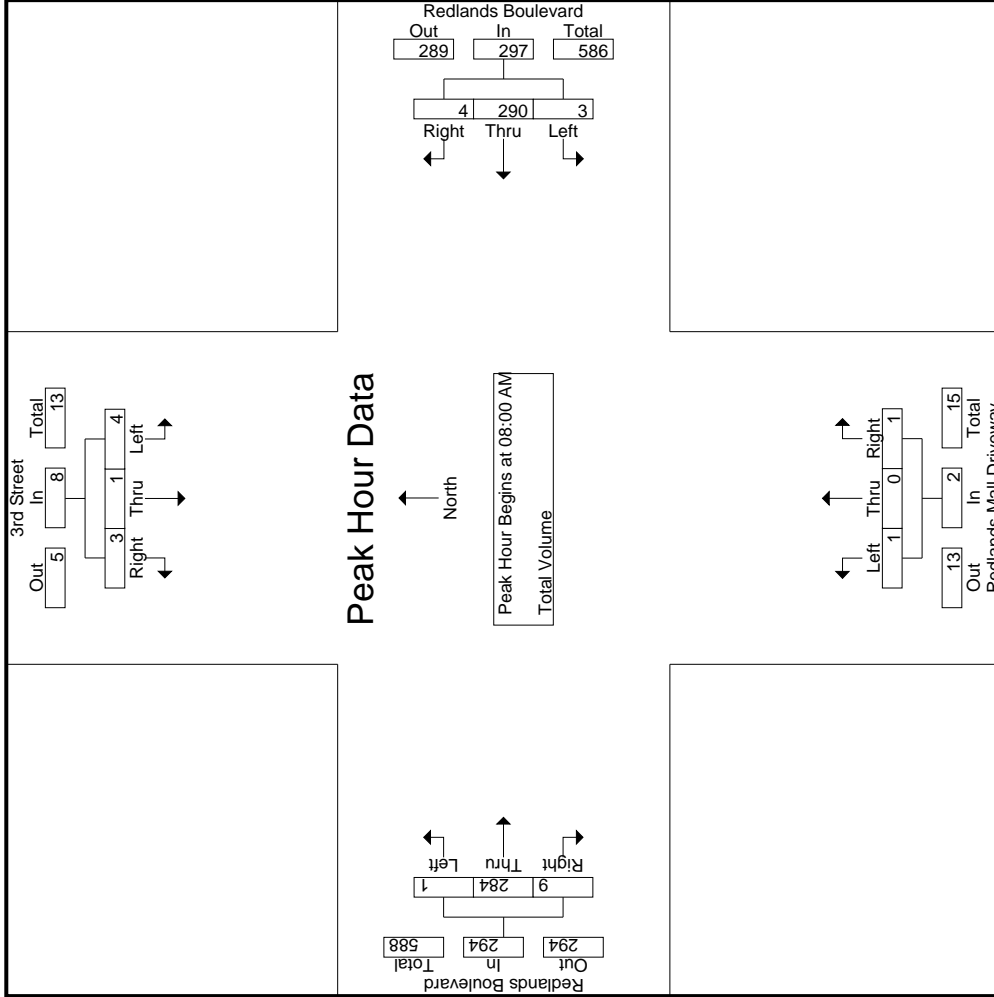 Redlands Boulevard
Out In Total
289 297 586
4 290 3
Right Thru Left
3rd Street
Out In Total
5 8 13
3 1 4
Right Thru Left
Peak Hour Data
North
Peak Hour Begins at 08:00 AM
Total Volume
Left Thru Right
1 0 1
13 2 15
Out In Total
Redlands Mall Driveway
Left Thru Right
1 284 9
588 294 294
Total In Out
Redlands Boulevard